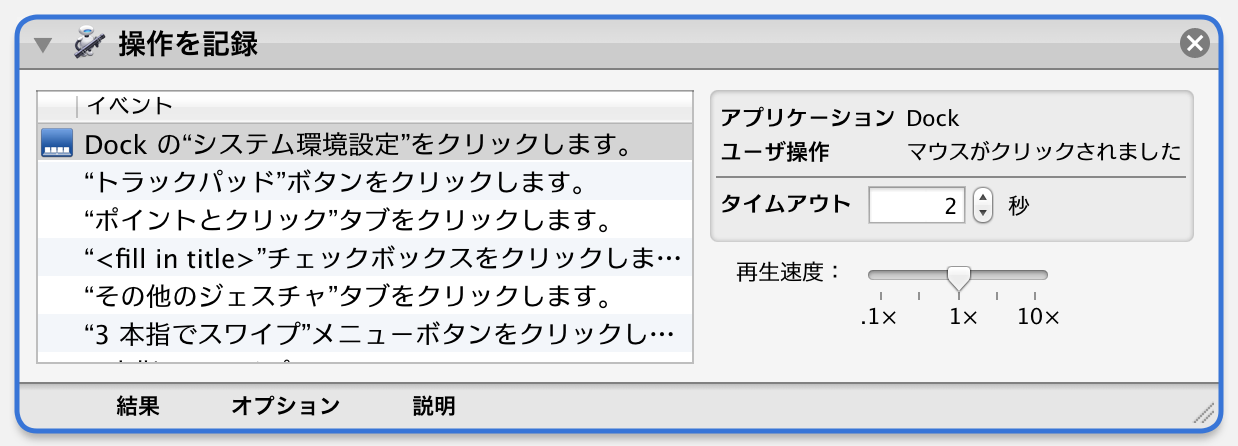 操作を記録
イベント
Dock の“システム環境設定”をクリックします。
“トラックパッド”ボタンをクリックします。
“ポイントとクリック”タブをクリックします。
“<fill in title>”チェックボックスをクリックしま…
“その他のジェスチャ”タブをクリックします。
“3 本指でスワイプ”メニューボタンをクリックし…
アプリケーション Dock
ユーザ操作 マウスがクリックされました
タイムアウト 2 秒
再生速度：
.1× 1× 10×
結果 オプション 説明